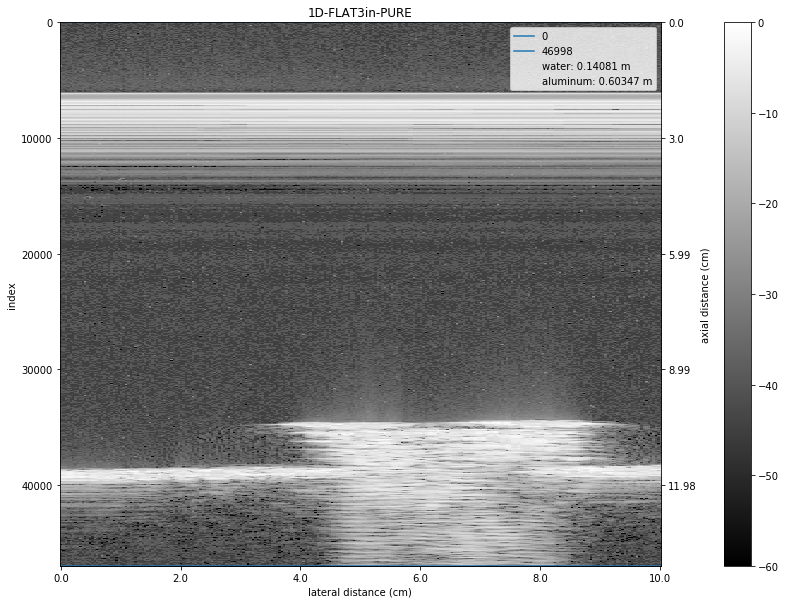 1D-FLAT3in-PURE
0
46998
water: 0.14081 m
aluminum: 0.60347 m
index
0
10000
20000
30000
40000
0.0
3.0
5.99
8.99
11.98
axial distance (cm)
0
−10
−20
−30
−40
−50
−60
0.0 2.0 4.0 6.0 8.0 10.0
lateral distance (cm)